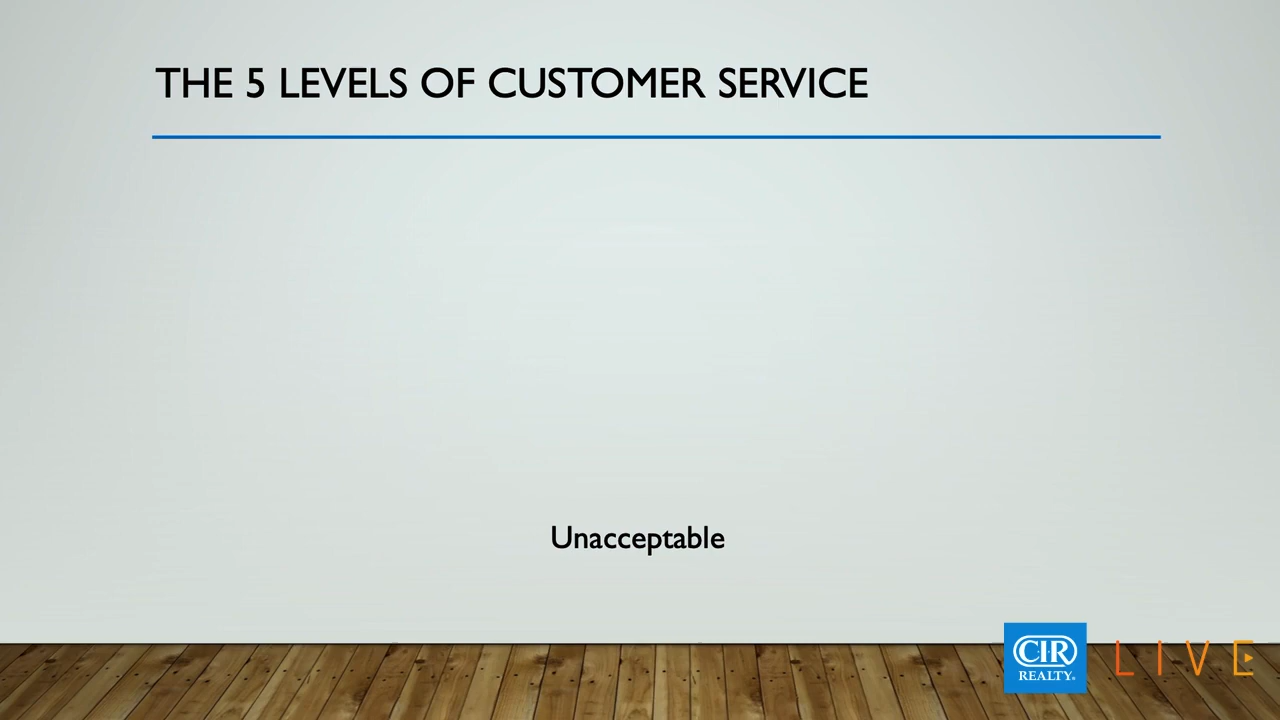 THE 5 LEVELS OF CUSTOMER SERVICE
Unacceptable
CIR
REALTY
LIVE